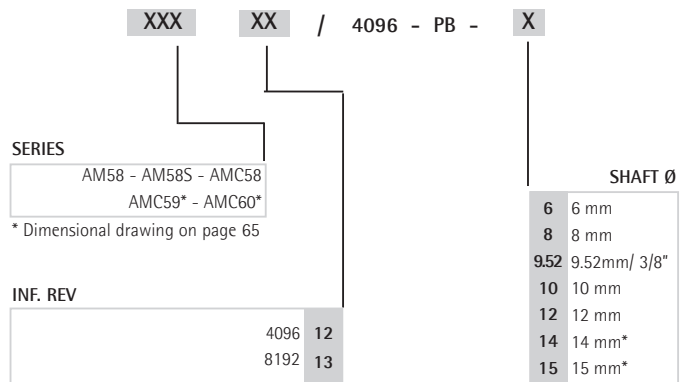 XXX XX / 4096 - PB - X
SERIES
AM58 - AM58S - AMC58
AMC59* - AMC60*
* Dimensional drawing on page 65
INF. REV
4096 12
8192 13
SHAFT Ø
6 6 mm
8 8 mm
9.52 9.52mm/ 3/8"
10 10 mm
12 12 mm
14 14 mm*
15 15 mm*